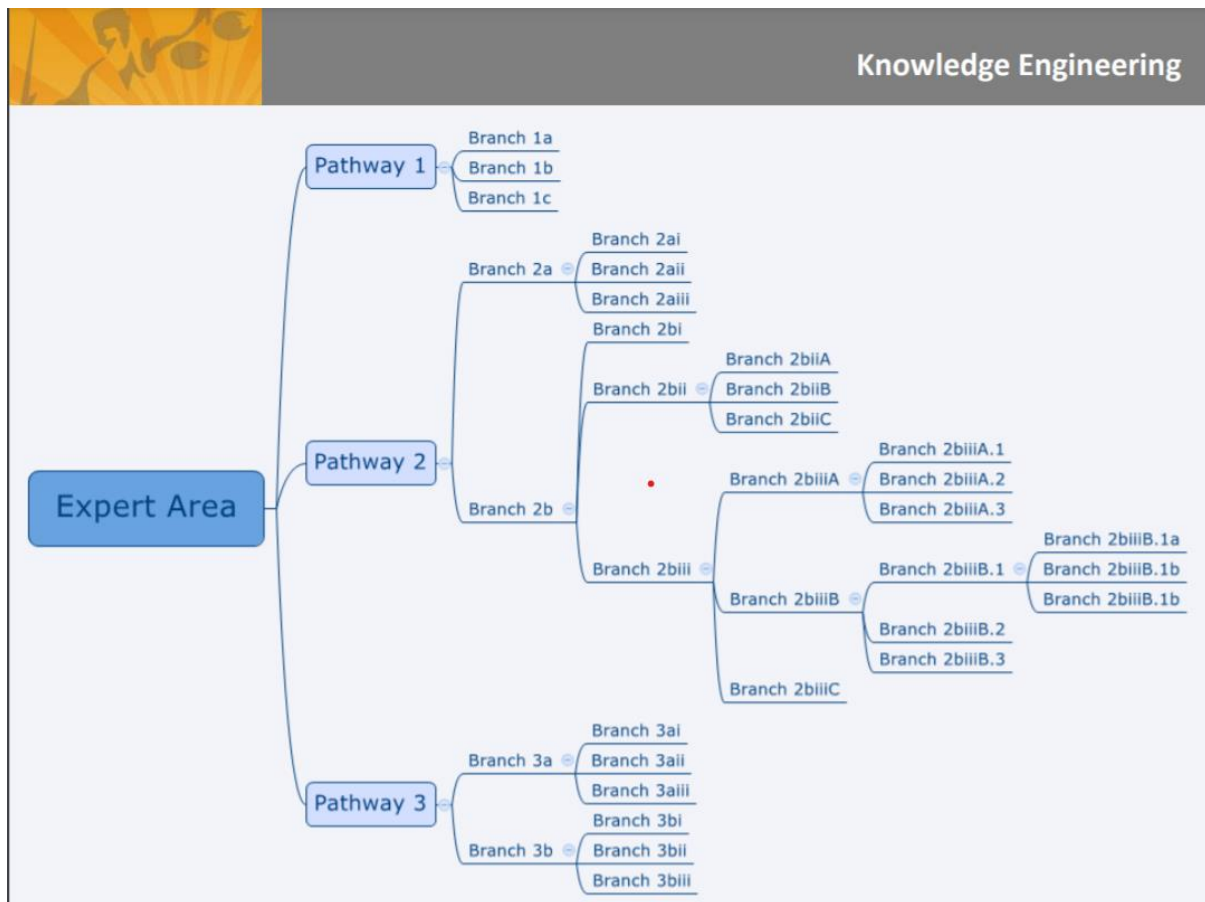 Knowledge Engineering
Branch 1a
Pathway 1
Branch 1b
Branch 1c
Branch 2ai
Branch 2a
Branch 2aii
Branch 2aiii
Branch 2bi
Branch 2biiA
Branch 2bii
Branch 2biiB
Branch 2biiC
Branch 2biiiA.1
Pathway 2
Branch 2biiiA
Branch 2biiiA.2
Expert Area
Branch 2b
Branch 2biiiA.3
Branch 2biiiB.1a
Branch 2biii
Branch 2biiiB.1
Branch 2biiiB.1b
Branch 2biiiB
Branch 2biiiB.1b
Branch 2biiiB.2
Branch 2biiiB.3
Branch 2biiiC
Branch 3ai
Branch 3a
Branch 3aii
Branch 3aiii
Pathway 3
Branch 3bi
Branch 3b
Branch 3bii
Branch 3biii